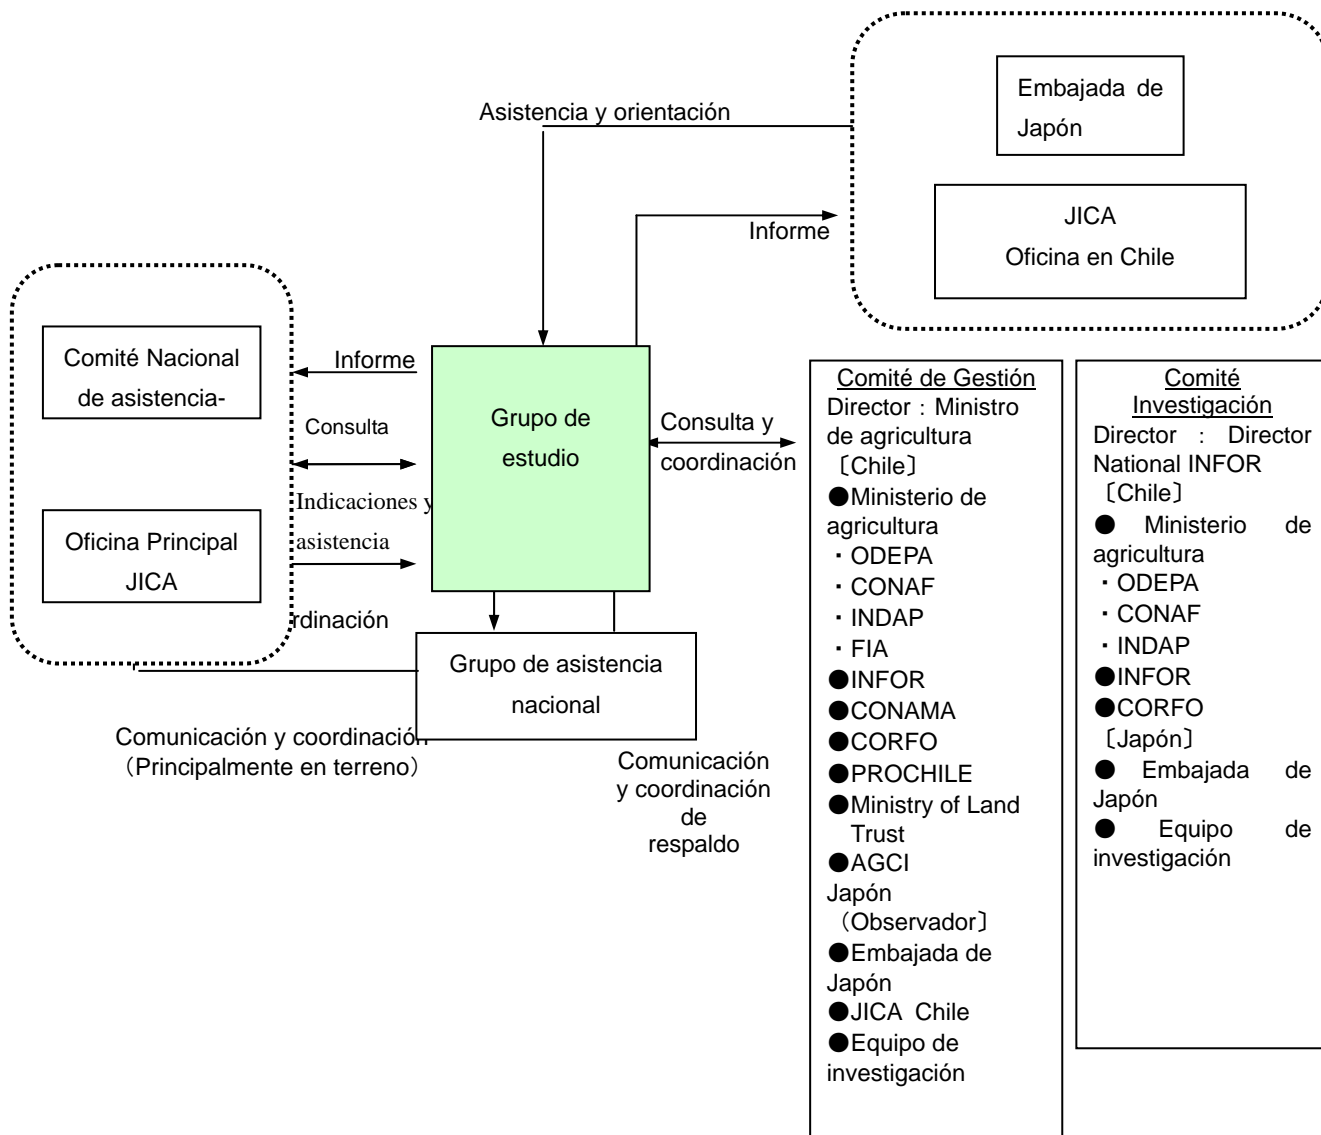 Embajada de
Japón
Asistencia y orientación
JICA
Oficina en Chile
Informe
Comité Nacional
de asistencia-
Oficina Principal
JICA
Informe
Consulta
Indicaciones y
asistencia
rdinación
Grupo de
estudio
Consulta y
coordinación
Grupo de asistencia
nacional
Comunicación y coordinación
（Principalmente en terreno）
Comunicación
y coordinación
de
respaldo
Comité de Gestión
Director：Ministro
de agricultura
〔Chile〕
●Ministerio de
agricultura
・ODEPA
・CONAF
・INDAP
・FIA
●INFOR
●CONAMA
●CORFO
●PROCHILE
●Ministry of Land
Trust
●AGCI
Japón
（Observador〕
●Embajada de
Japón
●JICA Chile
●Equipo de
investigación
Comité
Investigación
Director : Director
National INFOR
〔Chile〕
● Ministerio de
agricultura
・ODEPA
・CONAF
・INDAP
●INFOR
●CORFO
〔Japón〕
● Embajada de
Japón
● Equipo de
investigación